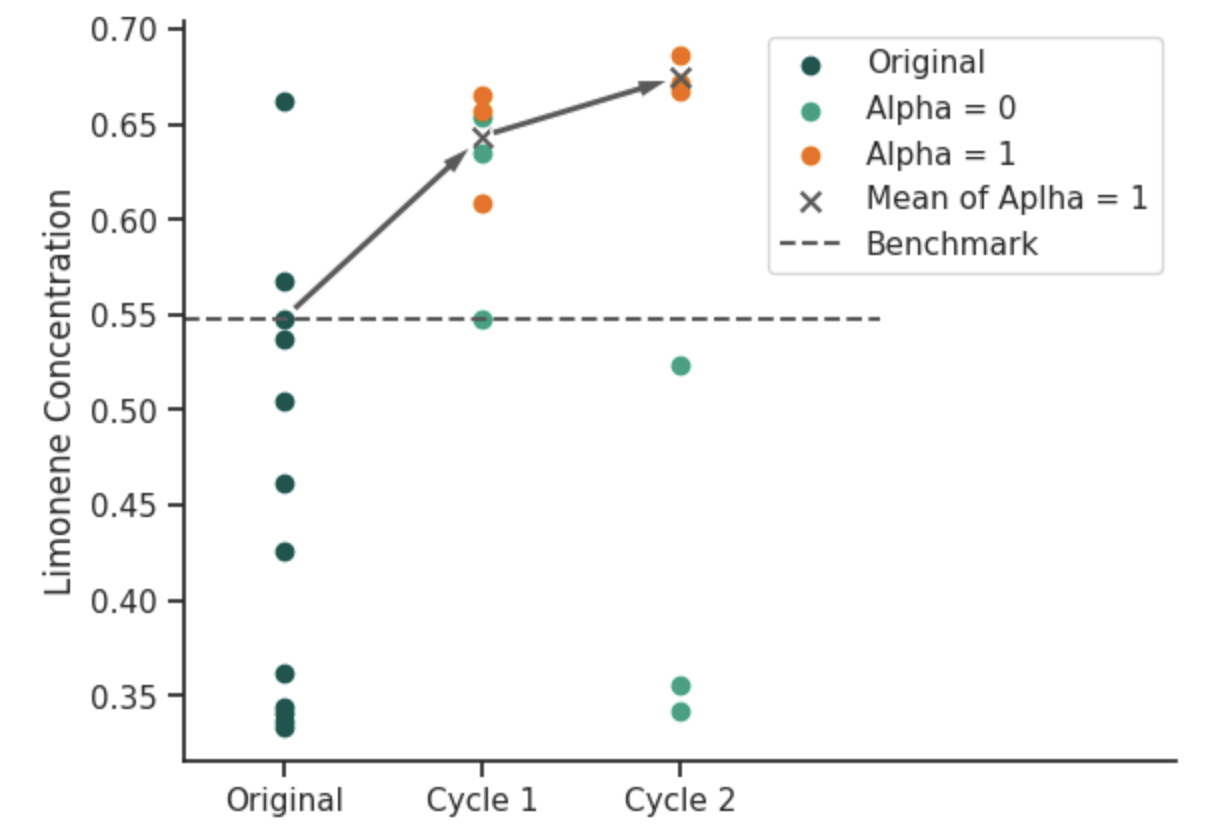 0.70
0.65
0.60
0.55
0.50
0.45
0.40
0.35
Limonene Concentration
Original
Cycle 1
Cycle 2
Original
Alpha = 0
Alpha = 1
Mean of Aplha = 1
Benchmark